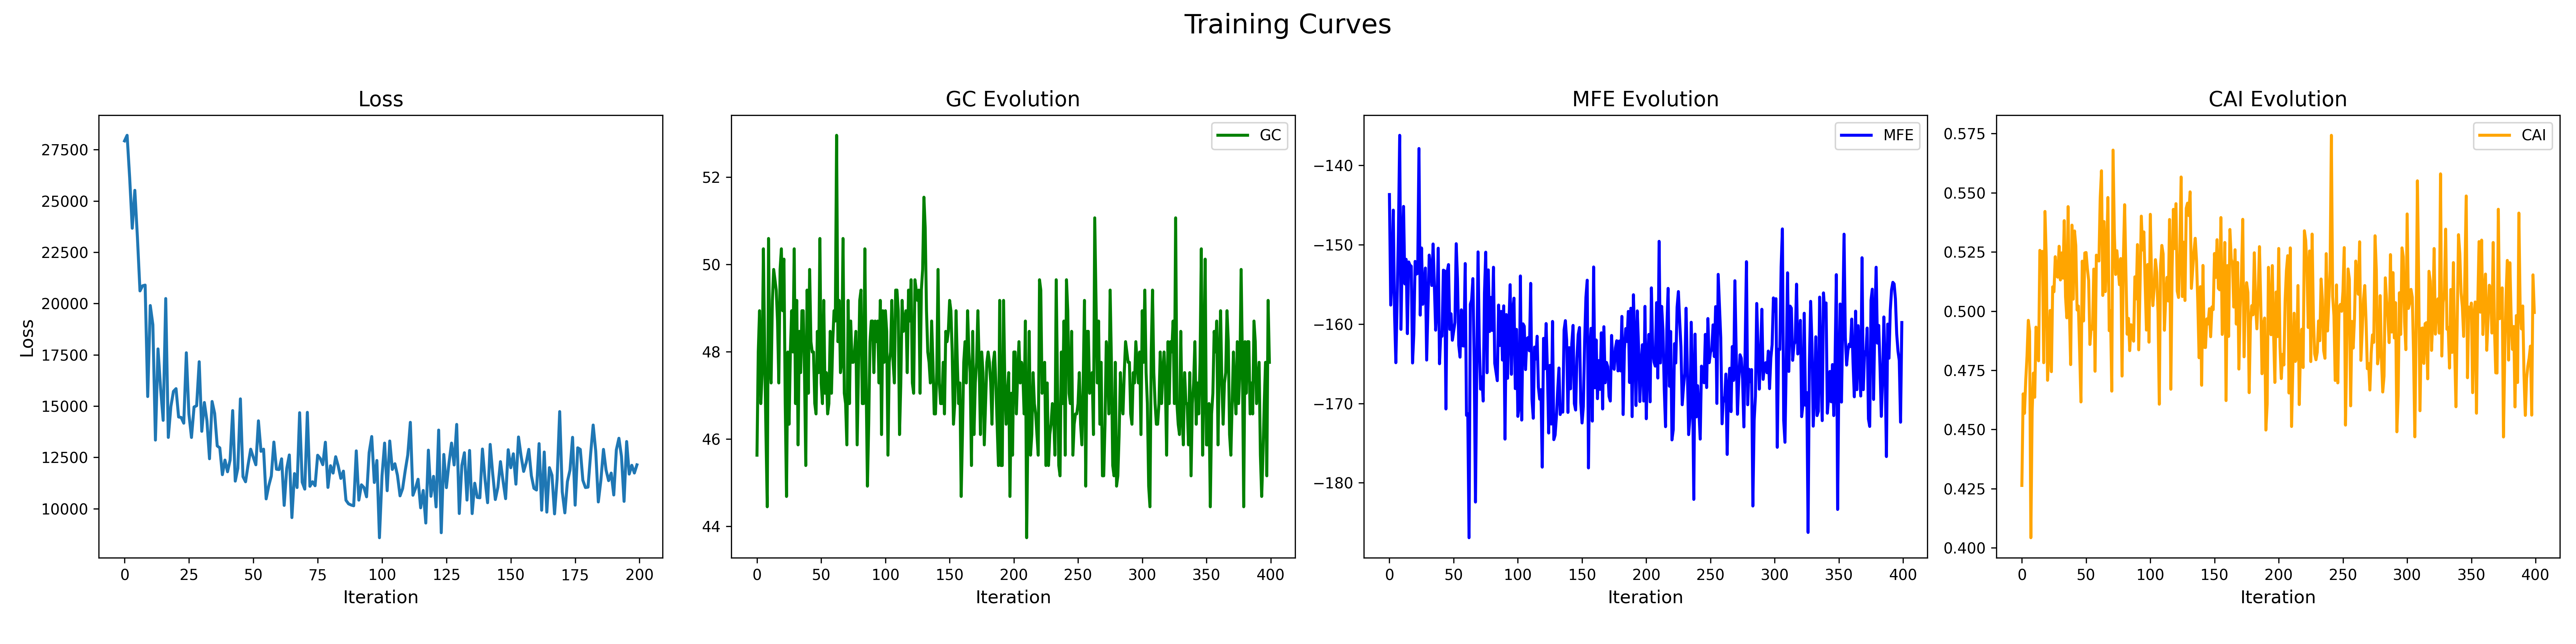 Training Curves
Loss
27500
25000
22500
20000
17500
15000
12500
10000
Loss
0 25 50 75 100 125 150 175 200
Iteration
GC Evolution
GC
52
50
48
46
44
0 50 100 150 200 250 300 350 400
Iteration
MFE Evolution
MFE
−140
−150
−160
−170
−180
0 50 100 150 200 250 300 350 400
Iteration
CAI Evolution
CAI
0.575
0.550
0.525
0.500
0.475
0.450
0.425
0.400
0 50 100 150 200 250 300 350 400
Iteration